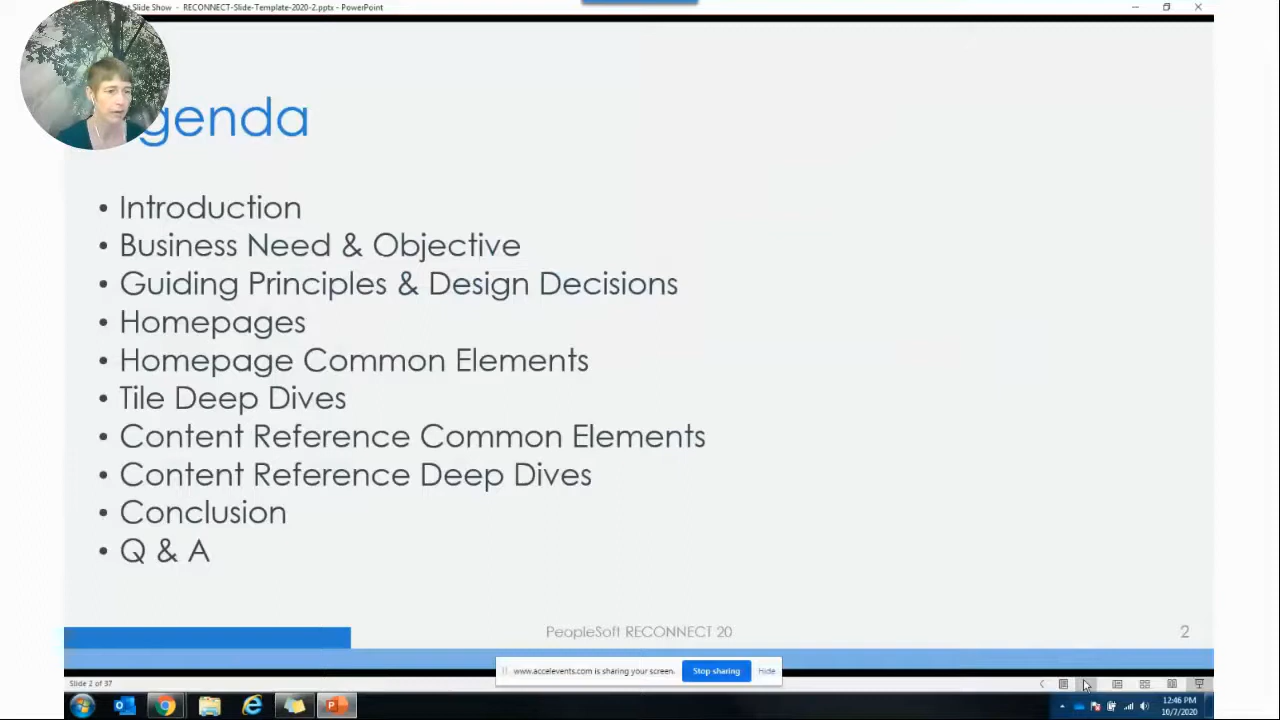 t Slide Show - RECONNECT-Slide-Template-2020-2.pptx - PowerPoint
genda
• Introduction
• Business Need & Objective
• Guiding Principles & Design Decisions
• Homepages
• Homepage Common Elements
• Tile Deep Dives
• Content Reference Common Elements
• Content Reference Deep Dives
• Conclusion
• Q & A
PeopleSoft RECONNECT 20
2
www.accelevents.com is sharing your screen.
Stop sharing
Hide
Slide 2 of 37
12:46 PM
10/7/2020